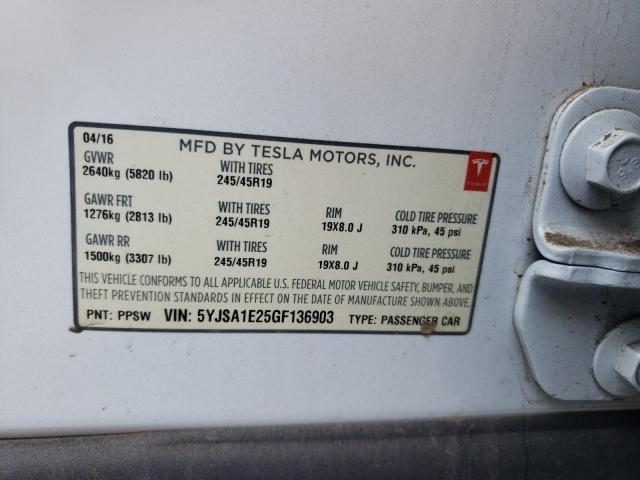 04/16 MFD BY TESLA MOTORS, INC.
GVWR WITH TIRES
2640kg (5820 lb) 245/45R19
TESLA
GAWR FRT WITH TIRES RIM COLD TIRE PRESSURE
1276kg (2813 lb) 245/45R19 19X8.0 J 310 kPa, 45 psi
GAWR RR WITH TIRES RIM COLD TIRE PRESSURE
1500kg (3307 lb) 245/45R19 19X8.0 J 310 kPa, 45 psi
THIS VEHICLE CONFORMS TO ALL APPLICABLE U.S. FEDERAL MOTOR VEHICLE SAFETY, BUMPER, AND
THEFT PREVENTION STANDARDS IN EFFECT ON THE DATE OF MANUFACTURE SHOWN ABOVE.
PNT: PPSW VIN: 5YJSA1E25GF136903 TYPE: PASSENGER CAR